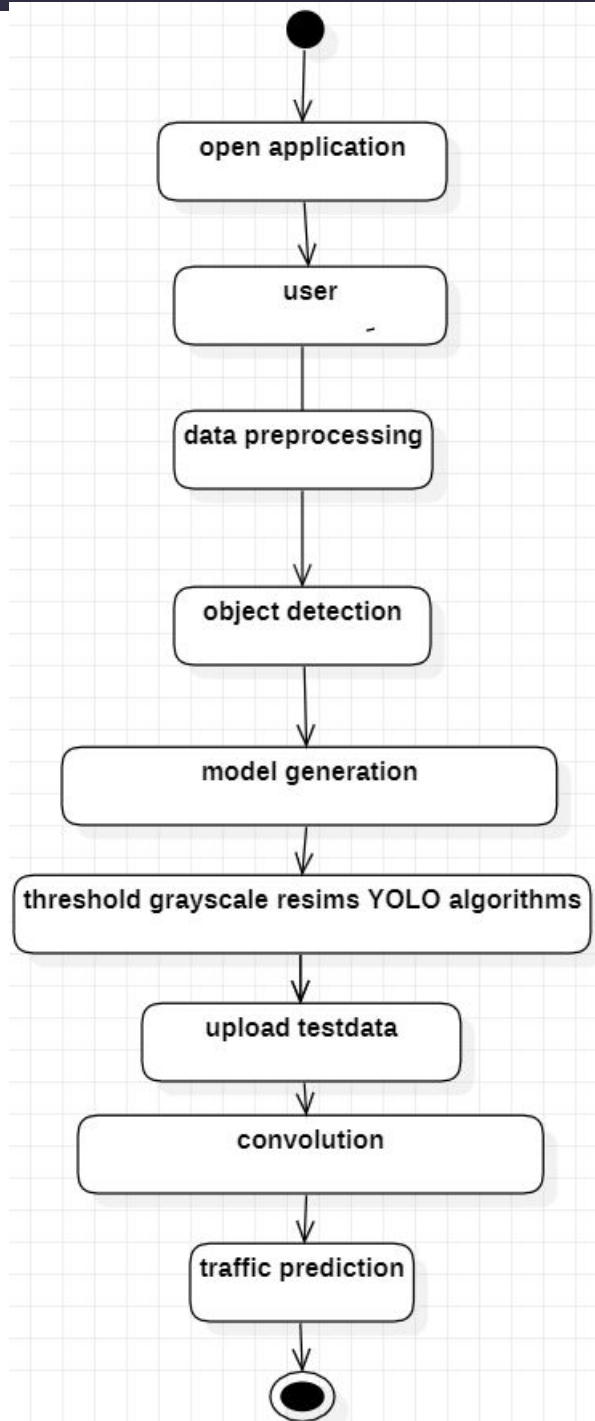 open application
user
data preprocessing
object detection
model generation
threshold grayscale resims YOLO algorithms
upload testdata
convolution
traffic prediction